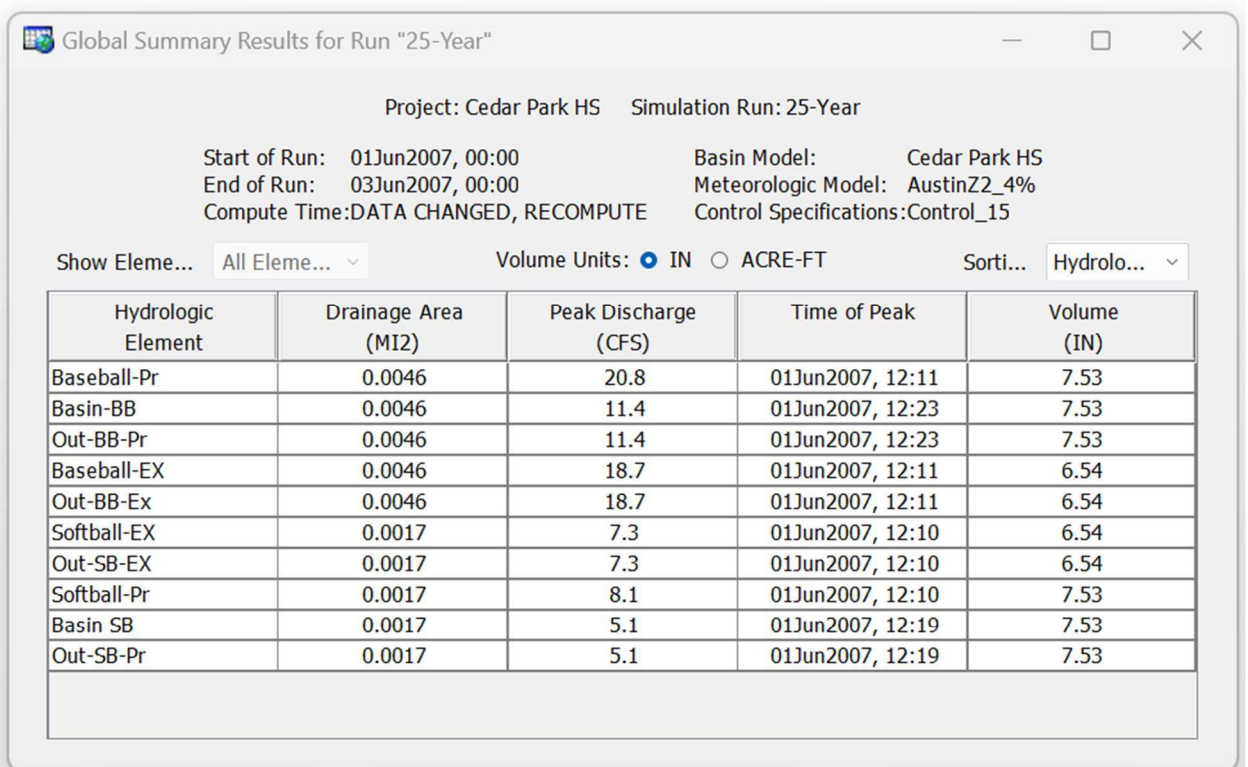 Global Summary Results for Run "25-Year"
Project: Cedar Park HS Simulation Run: 25-Year
Start of Run: 01Jun2007, 00:00 Basin Model: Cedar Park HS
End of Run: 03Jun2007, 00:00 Meteorologic Model: AustinZ2_4%
Compute Time:DATA CHANGED, RECOMPUTE Control Specifications:Control_15
Show Eleme... All Eleme... Volume Units: IN ACRE-FT Sorti... Hydrolo...
Hydrologic Drainage Area Peak Discharge Time of Peak Volume
Element (MI2) (CFS) (IN)
Baseball-Pr 0.0046 20.8 01Jun2007, 12:11 7.53
Basin-BB 0.0046 11.4 01Jun2007, 12:23 7.53
Out-BB-Pr 0.0046 11.4 01Jun2007, 12:23 7.53
Baseball-EX 0.0046 18.7 01Jun2007, 12:11 6.54
Out-BB-Ex 0.0046 18.7 01Jun2007, 12:11 6.54
Softball-EX 0.0017 7.3 01Jun2007, 12:10 6.54
Out-SB-EX 0.0017 7.3 01Jun2007, 12:10 6.54
Softball-Pr 0.0017 8.1 01Jun2007, 12:10 7.53
Basin SB 0.0017 5.1 01Jun2007, 12:19 7.53
Out-SB-Pr 0.0017 5.1 01Jun2007, 12:19 7.53